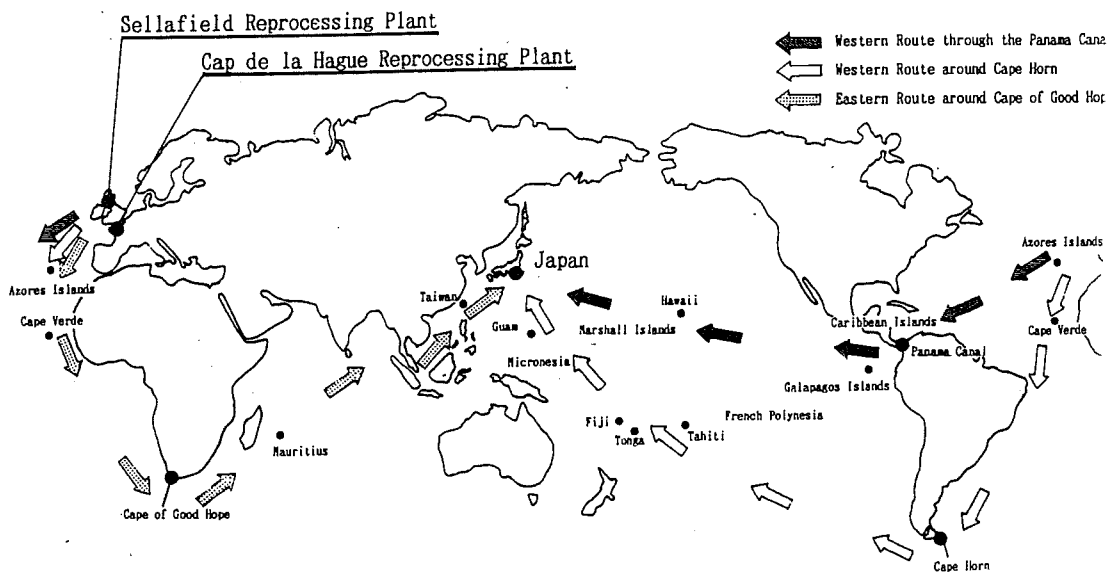 Sellafield Reprocessing Plant
Cap de la Hague Reprocessing Plant
Western Route through the Panama Cana
Western Route around Cape Horn
Eastern Route around Cape of Good Hop
Azores Islands
Cape Verde
Mauritius
Cape of Good Hope
Japan
Taiwan
Guam
Hawaii
Marshall Islands
Micronesia
Fiji
Tonga
Tahiti
French Polynesia
Azores Islands
Caribbean Islands
Cape Verde
Panama Canal
Galapagos Islands
Cape Horn